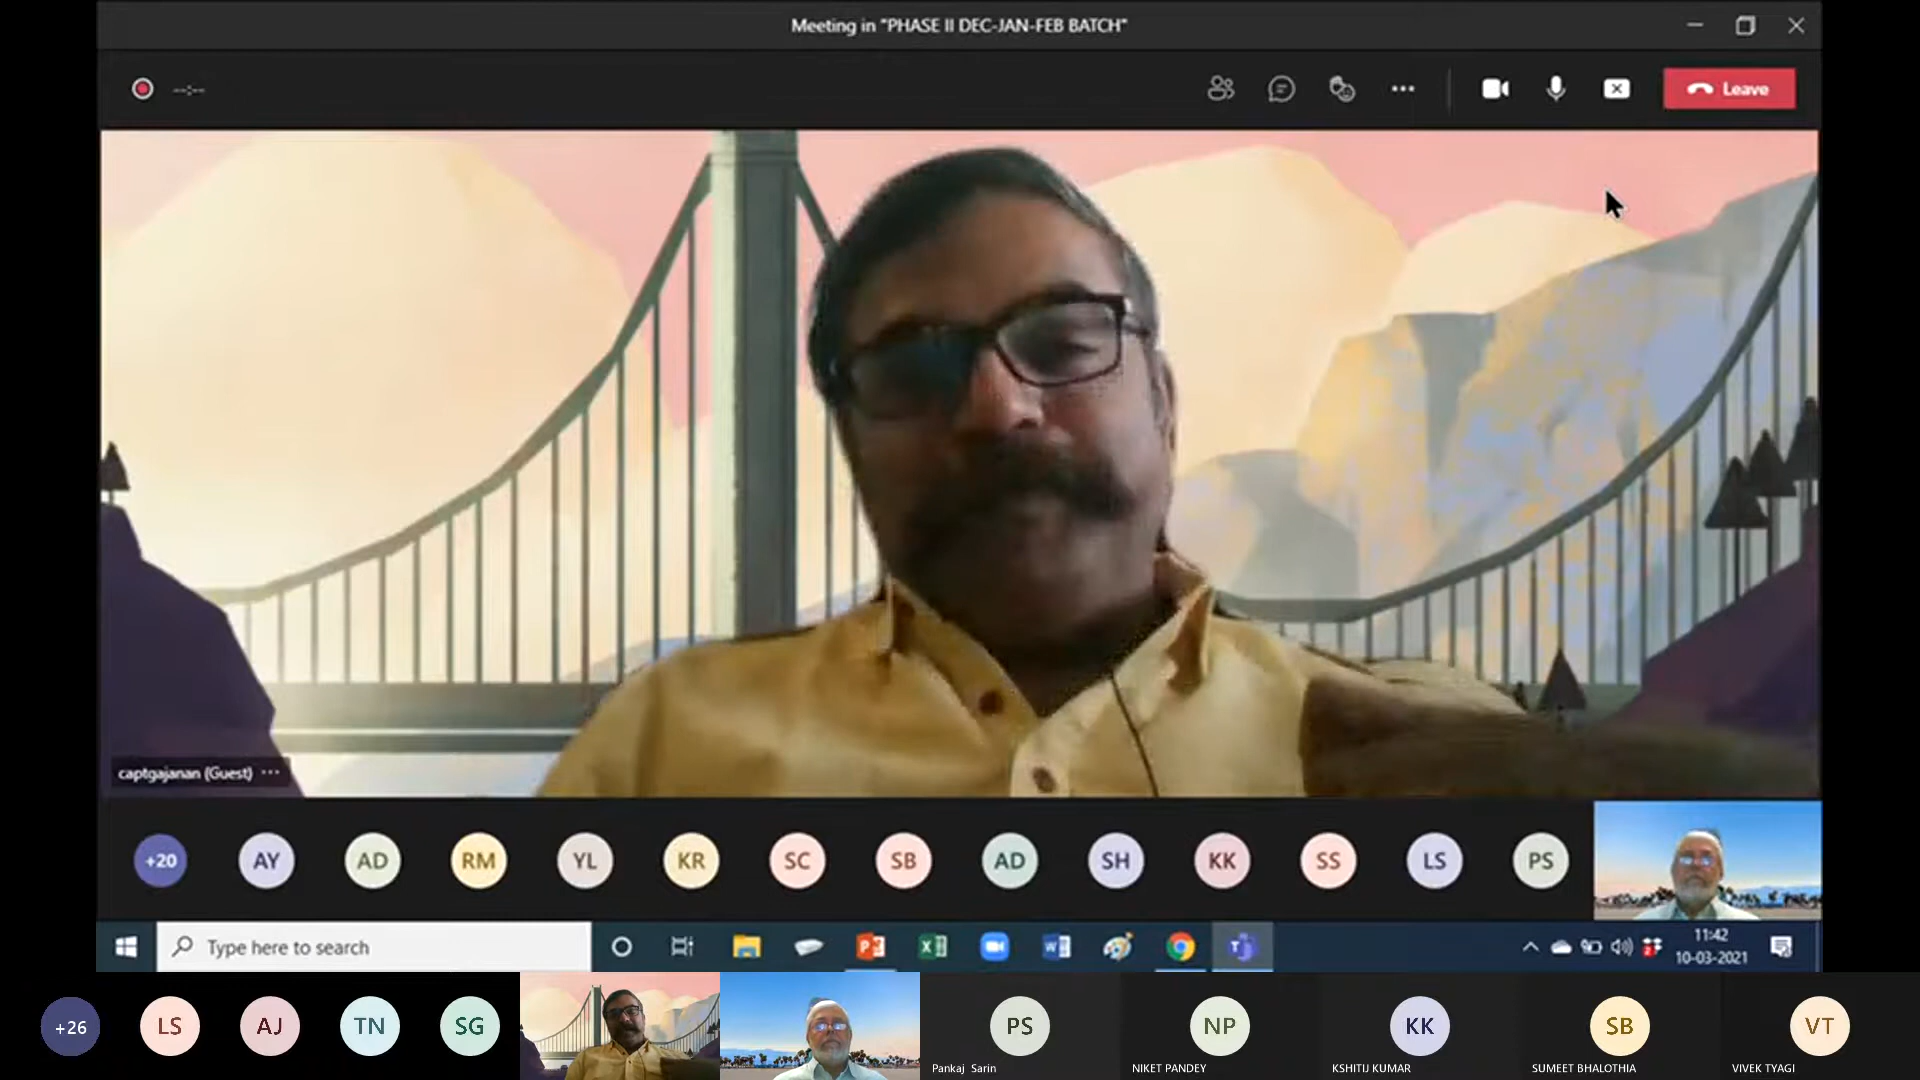 Meeting in "PHASE II DEC-JAN-FEB BATCH"
--:--
Leave
captgajanan (Guest) ···
+20 AY AD RM YL KR SC SB AD SH KK SS LS PS
Type here to search
11:42
10-03-2021
+26 LS AJ TN SG PS NP KK SB VT
Pankaj Sarin NIKET PANDEY KSHITIJ KUMAR SUMEET BHALOTHIA VIVEK TYAGI